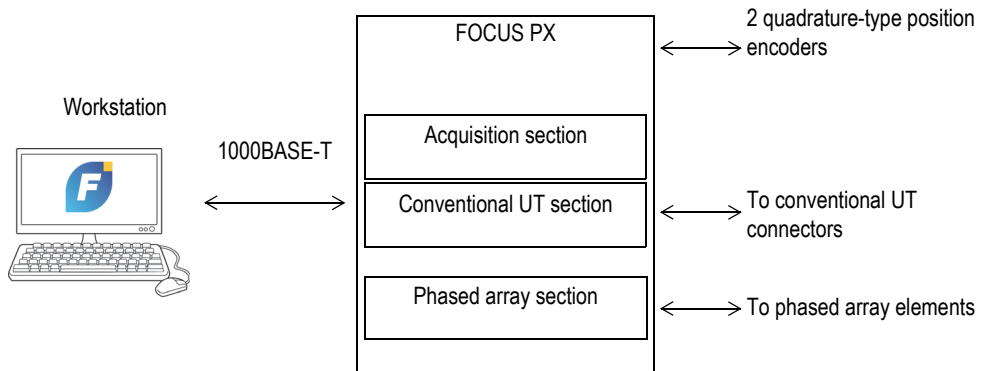 2 quadrature-type position
encoders
FOCUS PX
Workstation
1000BASE-T
Acquisition section
Conventional UT section
To conventional UT
connectors
Phased array section
To phased array elements
F